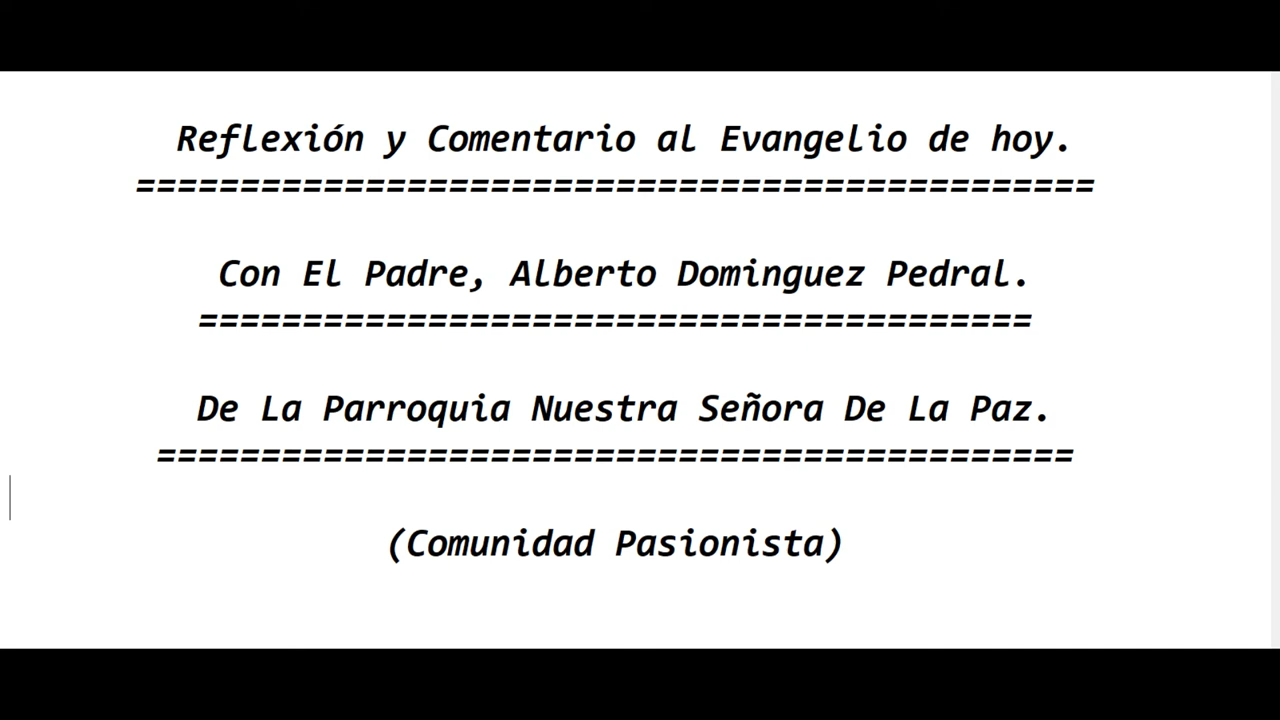 Reflexión y Comentario al Evangelio de hoy.
==============================================
Con El Padre, Alberto Dominguez Pedral.
========================================
De La Parroquia Nuestra Señora De La Paz.
============================================
(Comunidad Pasionista)